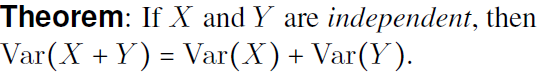 Theorem: If X and Y are independent, then
Var(X + Y) = Var(X) + Var(Y).